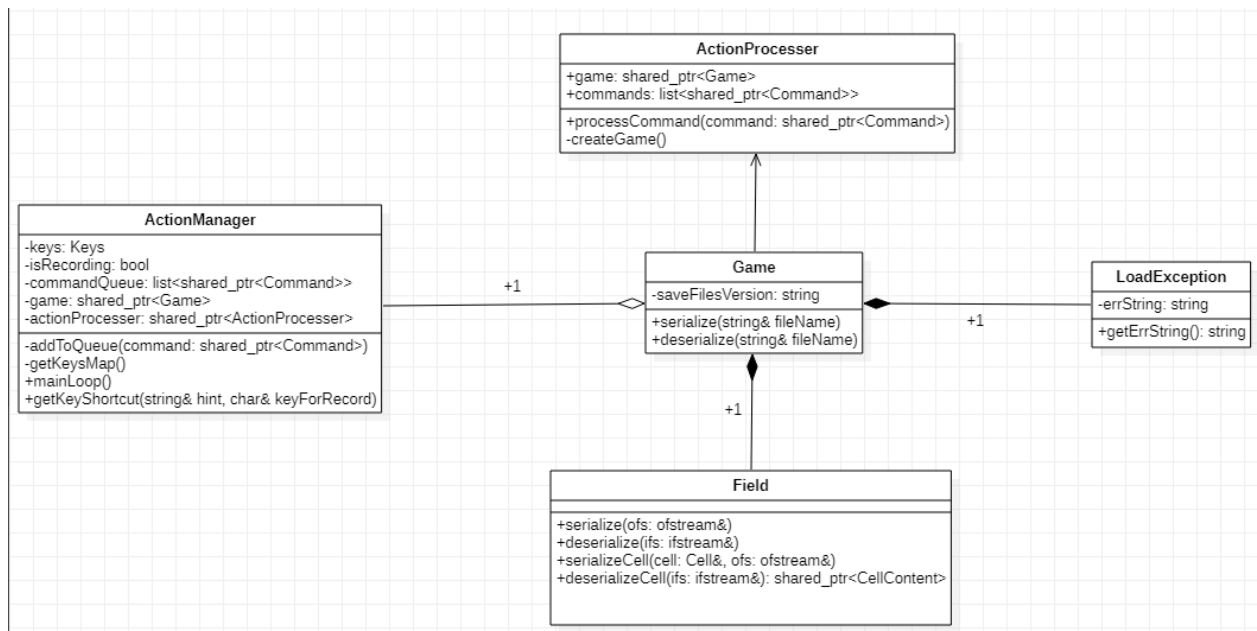 ActionProcesser
+game: shared_ptr<Game>
+commands: list<shared_ptr<Command>>
+processCommand(command: shared_ptr<Command>)
-createGame()
ActionManager
-keys: Keys
-isRecording: bool
-commandQueue: list<shared_ptr<Command>>
-game: shared_ptr<Game>
-actionProcesser: shared_ptr<ActionProcesser>
-addToQueue(command: shared_ptr<Command>)
-getKeysMap()
+mainLoop()
+getKeyShortcut(string& hint, char& keyForRecord)
+1
Game
-saveFilesVersion: string
+serialize(string& fileName)
+deserialize(string& fileName)
+1
LoadException
-errString: string
+getErrString(): string
+1
Field
+serialize(ofs: ofstream&)
+deserialize(ifs: ifstream&)
+serializeCell(cell: Cell&, ofs: ofstream&)
+deserializeCell(ifs: ifstream&): shared_ptr<CellContent>